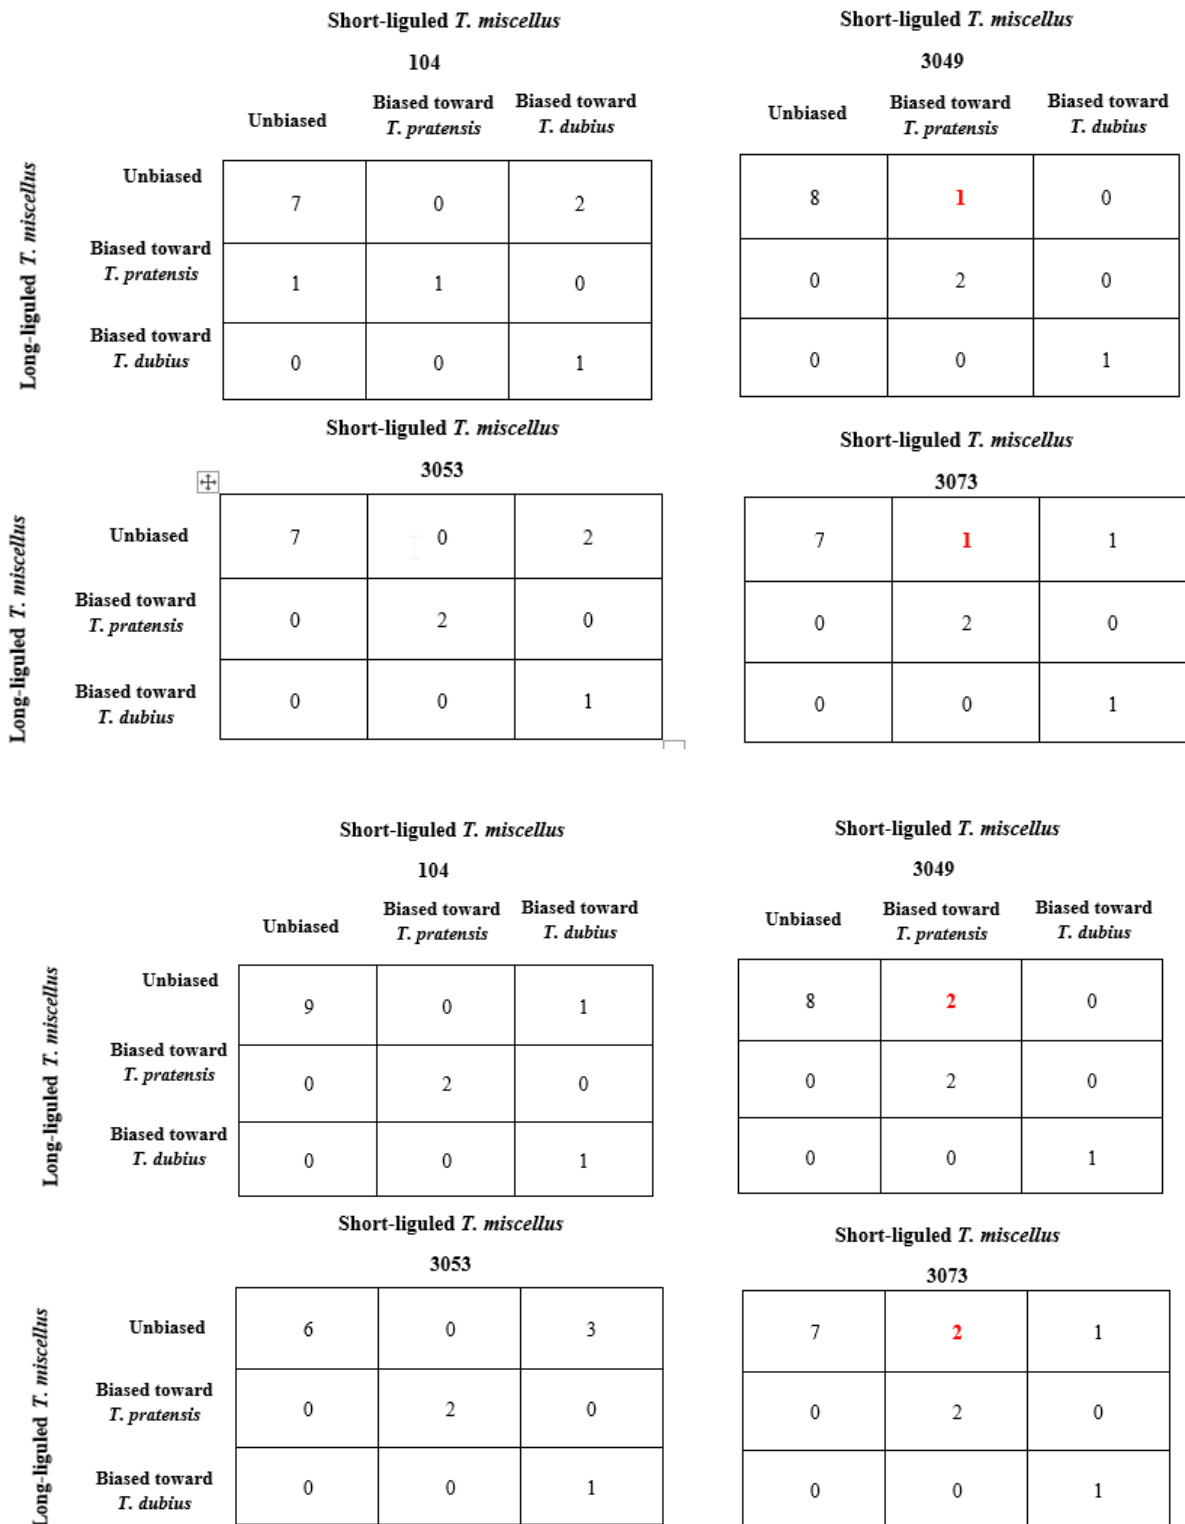 Short-liguled T. miscellus
104
Unbiased Biased toward T. pratensis Biased toward T. dubius
Long-liguled T. miscellus
Unbiased 7 0 2
Biased toward T. pratensis 1 1 0
Biased toward T. dubius 0 0 1
Short-liguled T. miscellus
3049
Unbiased Biased toward T. pratensis Biased toward T. dubius
8 1 0
0 2 0
0 0 1
Short-liguled T. miscellus
3053
Long-liguled T. miscellus
Unbiased 7 0 2
Biased toward T. pratensis 0 2 0
Biased toward T. dubius 0 0 1
Short-liguled T. miscellus
3073
7 1 1
0 2 0
0 0 1
Short-liguled T. miscellus
104
Unbiased Biased toward T. pratensis Biased toward T. dubius
Long-liguled T. miscellus
Unbiased 9 0 1
Biased toward T. pratensis 0 2 0
Biased toward T. dubius 0 0 1
Short-liguled T. miscellus
3049
Unbiased Biased toward T. pratensis Biased toward T. dubius
8 2 0
0 2 0
0 0 1
Short-liguled T. miscellus
3053
Long-liguled T. miscellus
Unbiased 6 0 3
Biased toward T. pratensis 0 2 0
Biased toward T. dubius 0 0 1
Short-liguled T. miscellus
3073
7 2 1
0 2 0
0 0 1